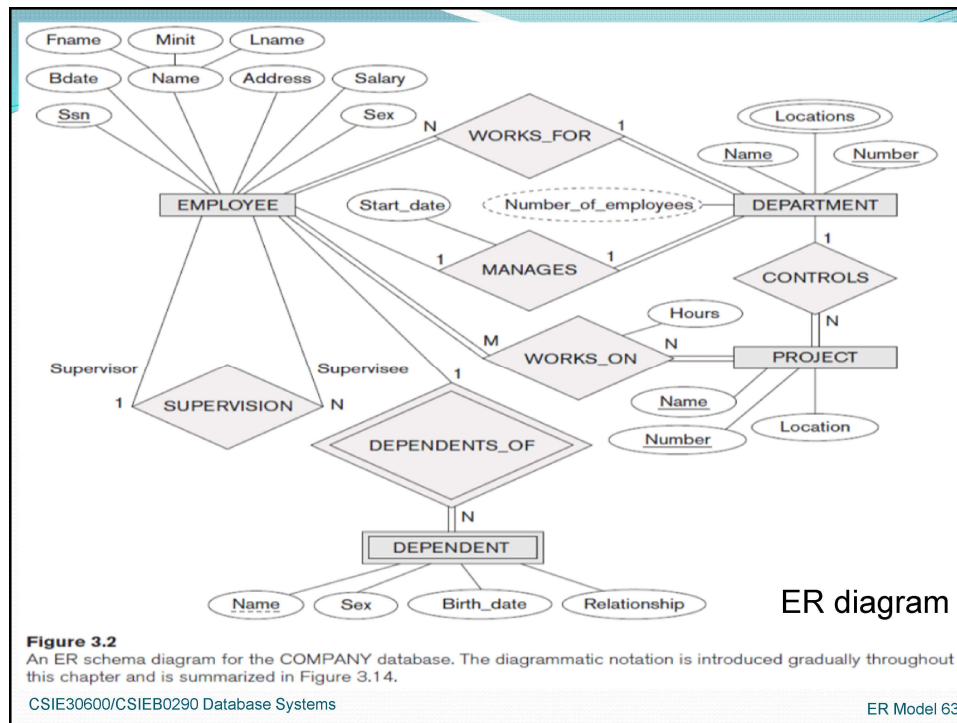 Fname Minit Lname
Bdate Name Address Salary
Ssn Sex
N WORKS_FOR 1
Locations
Name Number
EMPLOYEE Start_date Number_of_employees DEPARTMENT
1 MANAGES 1
1
CONTROLS
N
Hours
M WORKS_ON N PROJECT
Supervisor Supervisee
1 SUPERVISION N
1
Name
Number
Location
DEPENDENTS_OF
N
DEPENDENT
Name Sex Birth_date Relationship
ER diagram
Figure 3.2
An ER schema diagram for the COMPANY database. The diagrammatic notation is introduced gradually throughout
this chapter and is summarized in Figure 3.14.
CSIE30600/CSIEB0290 Database Systems
ER Model 63